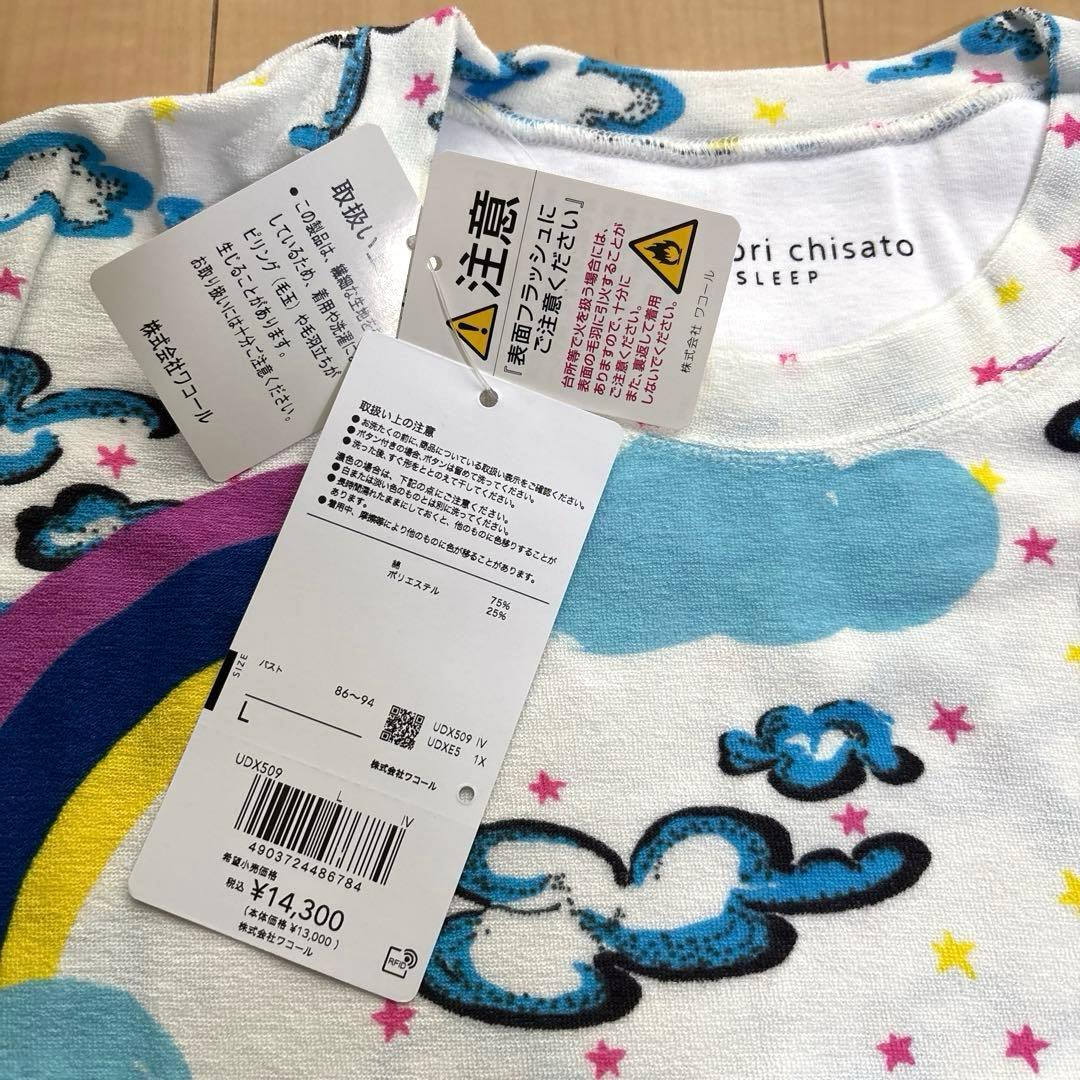 取扱い
●この製品は、繊細な生地を
しているため、着用や洗濯に
ピリング（毛玉）や毛羽立ちが
生じることがあります。
お取り扱いには十分ご注意ください。
株式会社ワコール
注意
『表面フラッシュに
ご注意ください』
台所等で火を扱う場合には、
表面の毛羽に引火することが
ありますので、十分に
ご注意ください。
また、裏返して着用
しないでください。
株式会社 ワコール
ori chisato
SLEEP
取扱い上の注意
●お洗たくの前に、商品についている取扱い表示をご確認ください。
●ボタン付きの場合、ボタンは留めて洗ってください。
●洗った後、すぐ形をととのえて干してください。
濃色の場合は、下記の点にご注意ください。
●白または淡い色のものとは別に洗ってください。
●長時間濡れたままにしておくと、他のものに色移りすることが
あります。
●着用中、摩擦等により他のものに色が移ることがあります。
綿 75%
ポリエステル 25%
SIZE
バスト 86〜94
L
UDX509 IV
UDXE5 1X
株式会社ワコール
UDX509 L IV
4903724486784
希望小売価格
税込 ¥14,300
(本体価格 ¥13,000)
株式会社ワコール
RFID